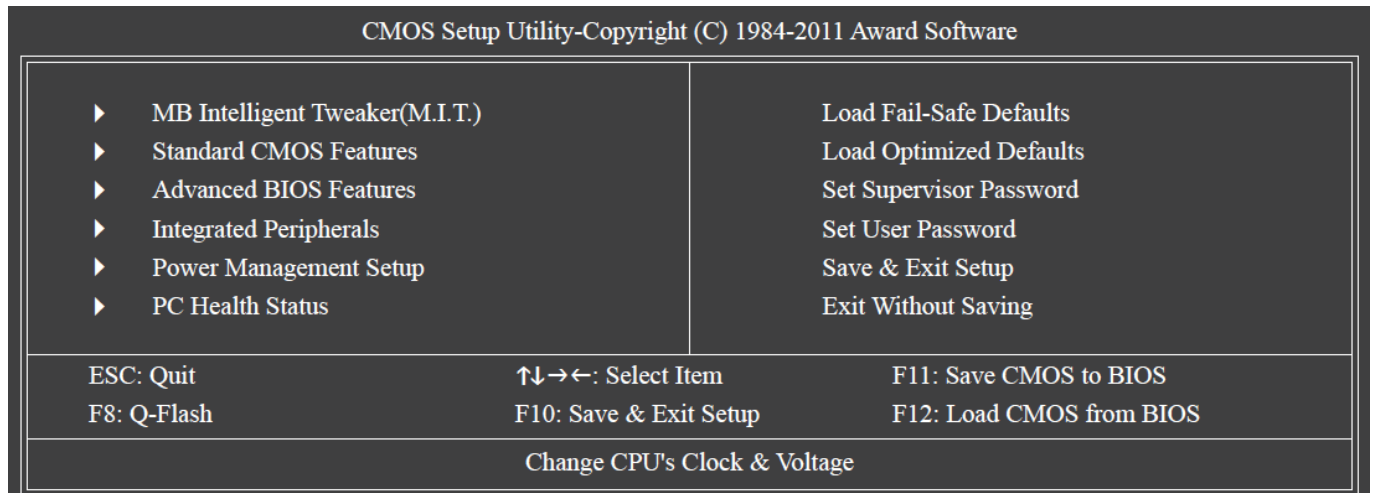 CMOS Setup Utility-Copyright (C) 1984-2011 Award Software
MB Intelligent Tweaker(M.I.T.)
Standard CMOS Features
Advanced BIOS Features
Integrated Peripherals
Power Management Setup
PC Health Status
Load Fail-Safe Defaults
Load Optimized Defaults
Set Supervisor Password
Set User Password
Save & Exit Setup
Exit Without Saving
ESC: Quit ↑↓→←: Select Item F11: Save CMOS to BIOS
F8: Q-Flash F10: Save & Exit Setup F12: Load CMOS from BIOS
Change CPU's Clock & Voltage